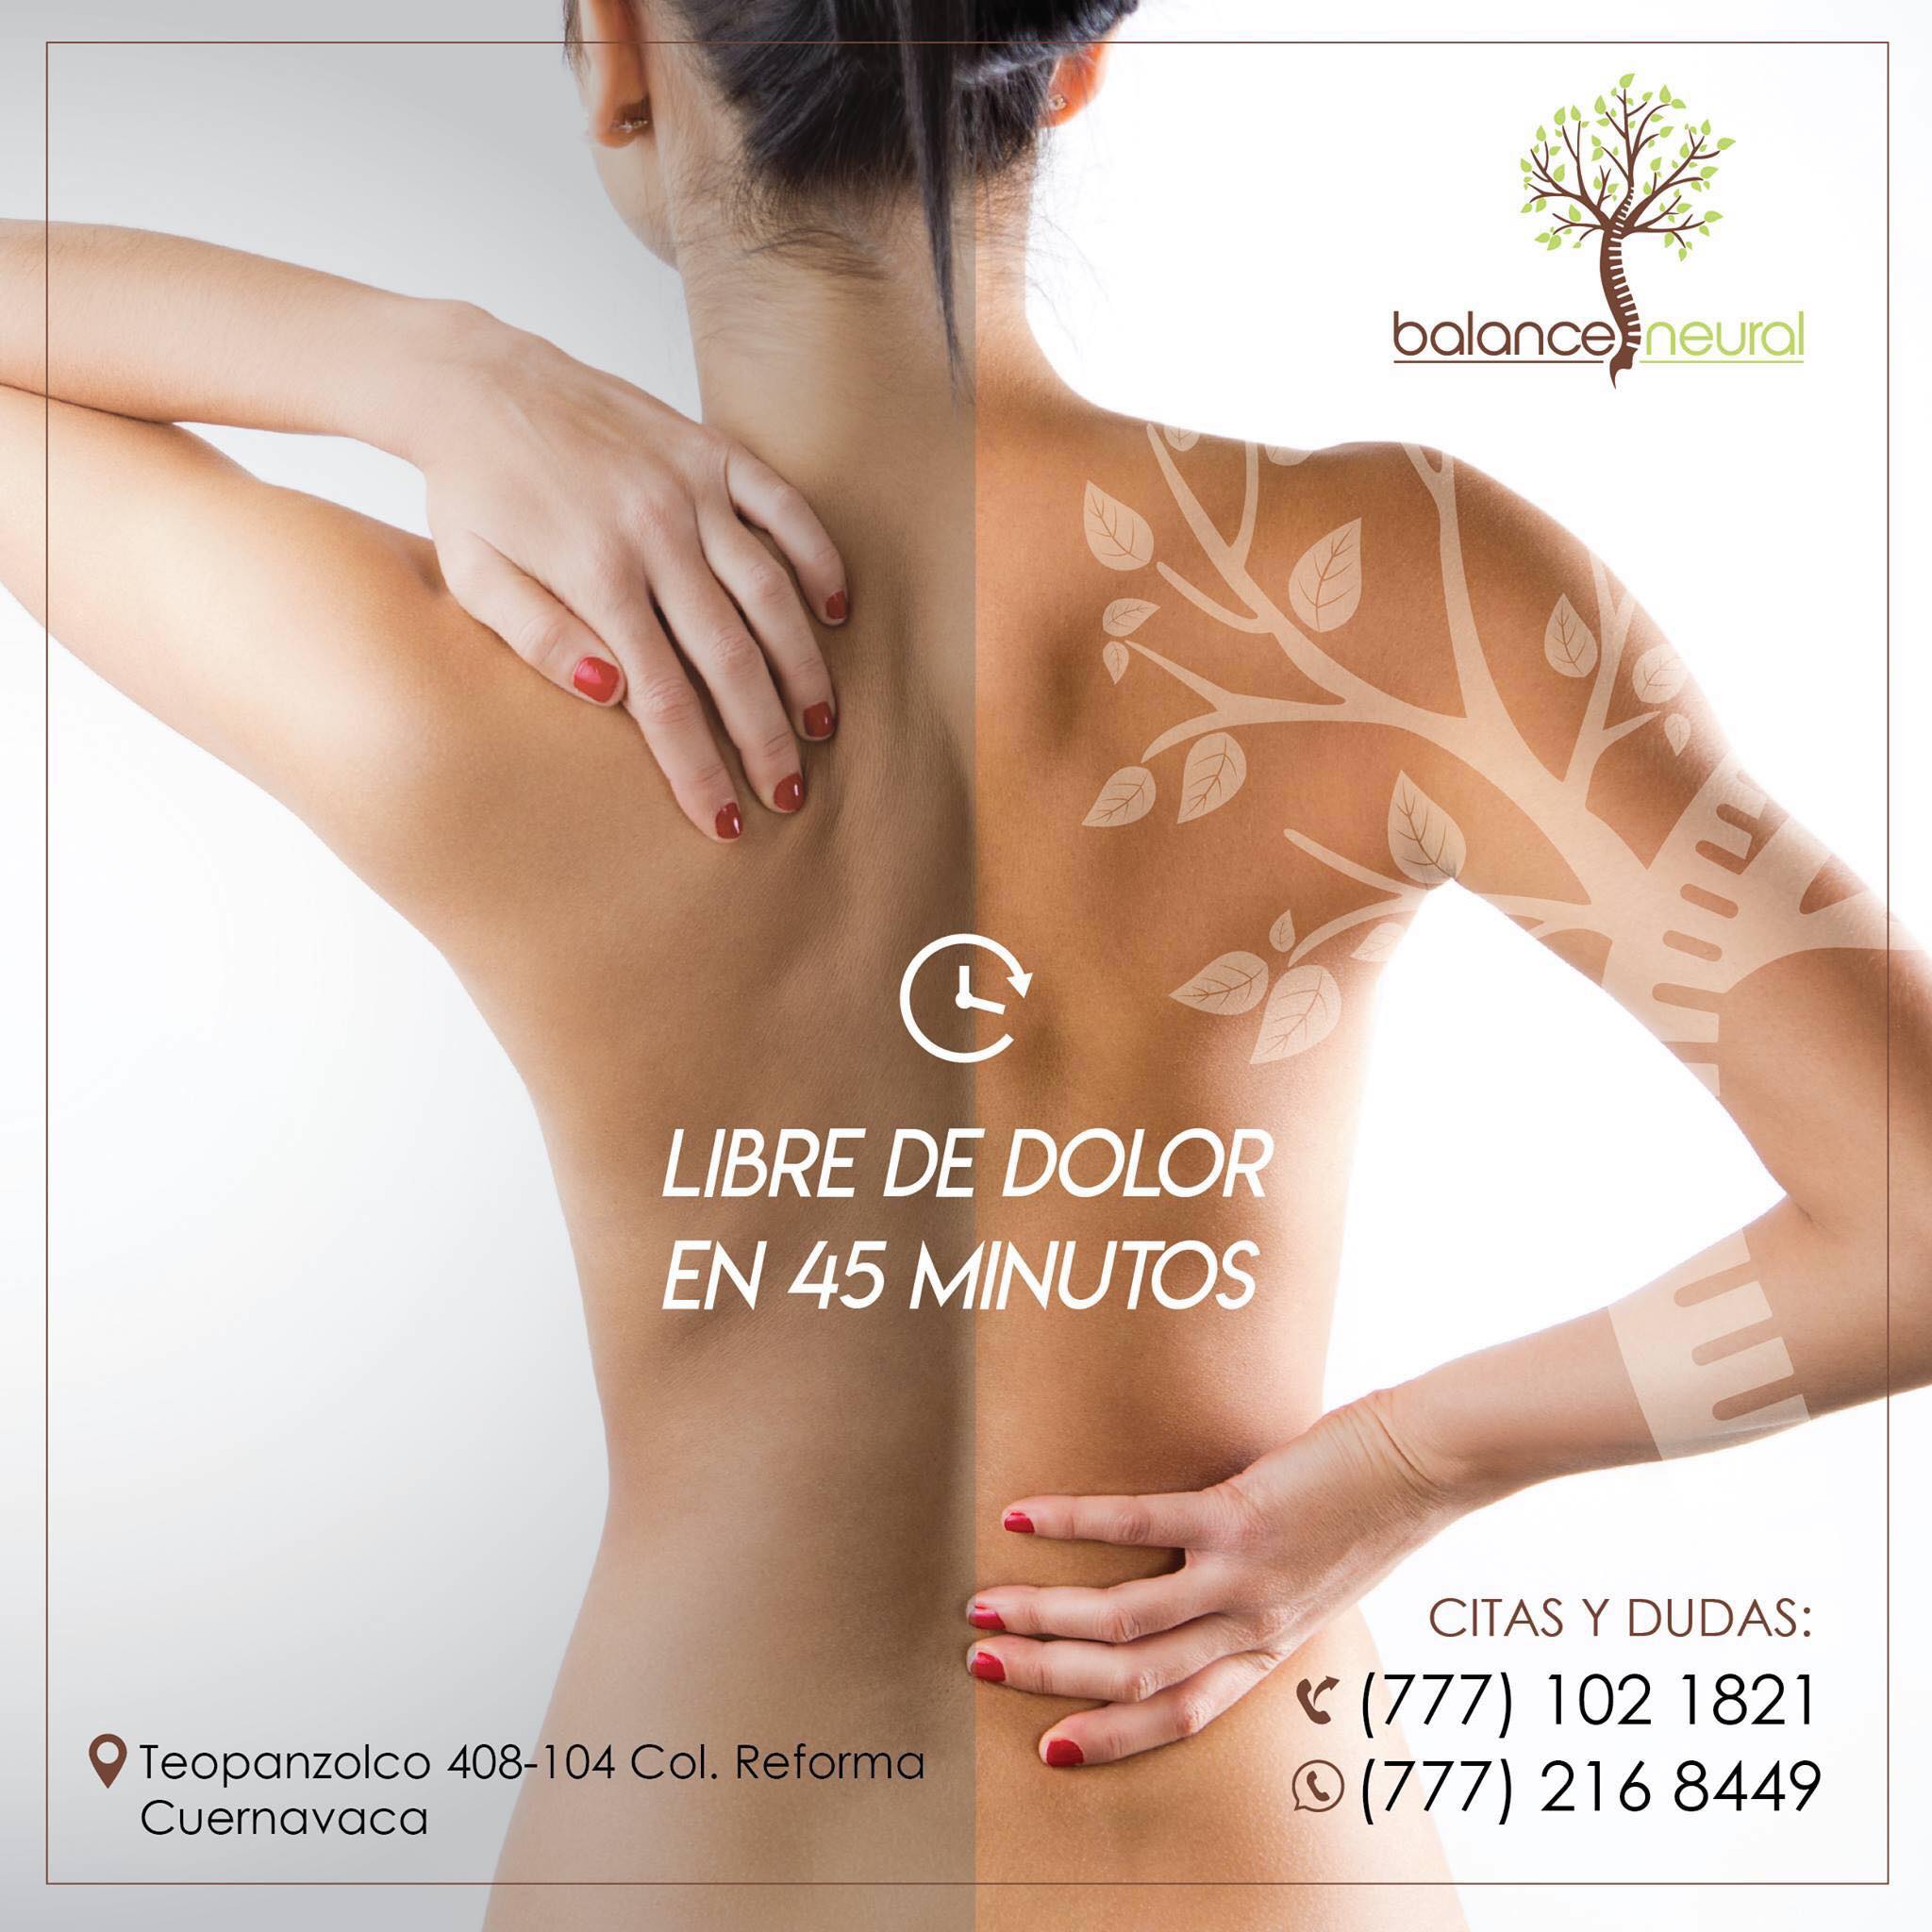 balance neural
LIBRE DE DOLOR
EN 45 MINUTOS
CITAS Y DUDAS:
(777) 102 1821
(777) 216 8449
Teopanzolco 408-104 Col. Reforma
Cuernavaca